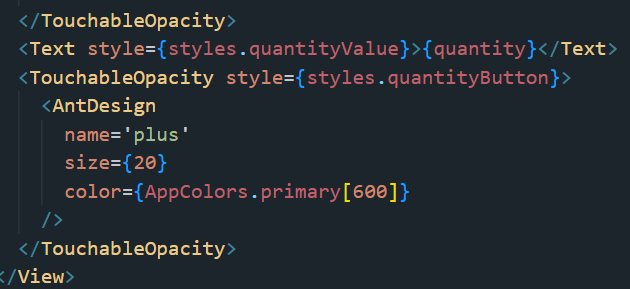 </TouchableOpacity>
<Text style={styles.quantityValue}>{quantity}</Text>
<TouchableOpacity style={styles.quantityButton}>
<AntDesign
name='plus'
size={20}
color={AppColors.primary[600]}
/>
</TouchableOpacity>
</View>